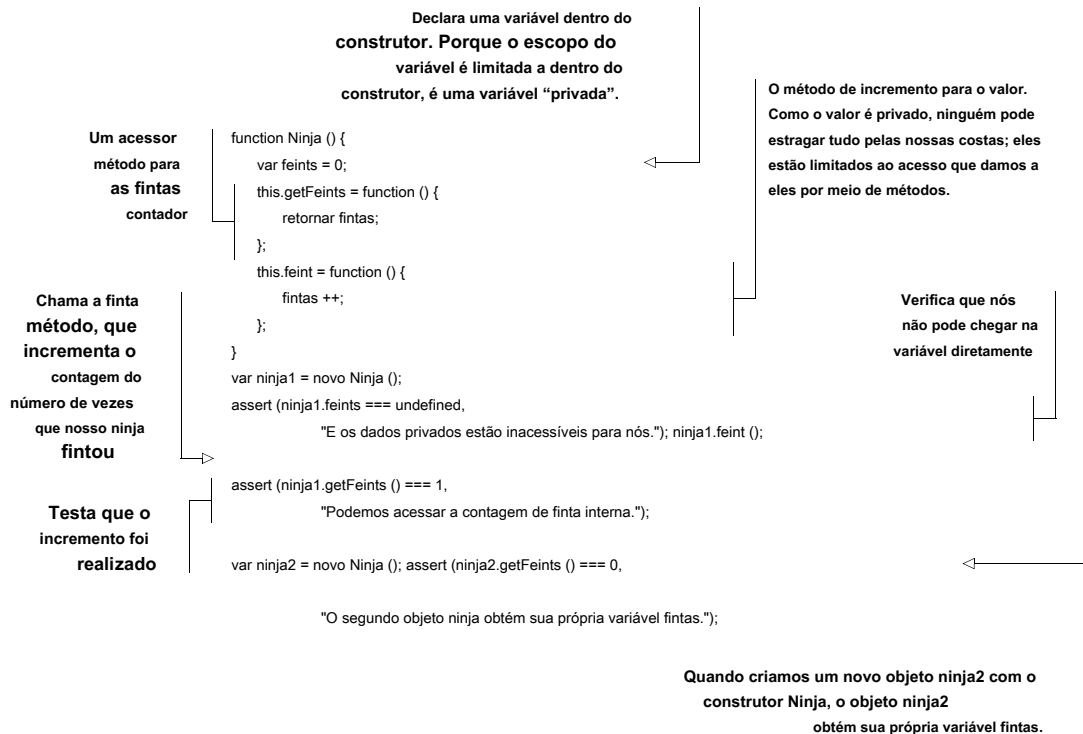 Declara uma variável dentro do
construtor. Porque o escopo do
variável é limitada a dentro do
construtor, é uma variável “privada”.
O método de incremento para o valor.
Como o valor é privado, ninguém pode
estragar tudo pelas nossas costas; eles
estão limitados ao acesso que damos a
eles por meio de métodos.
Um acessor
método para
as fintas
contador
function Ninja () {
var feints = 0;
this.getFeints = function () {
retornar fintas;
};
this.feint = function () {
fintas ++;
};
}
Chama a finta
método, que
incrementa o
contagem do
número de vezes
que nosso ninja
fintou
Verifica que nós
não pode chegar na
variável diretamente
var ninja1 = novo Ninja ();
assert (ninja1.feints === undefined,
"E os dados privados estão inacessíveis para nós."); ninja1.feint ();
assert (ninja1.getFeints () === 1,
"Podemos acessar a contagem de finta interna.");
Testa que o
incremento foi
realizado
var ninja2 = novo Ninja (); assert (ninja2.getFeints () === 0,
"O segundo objeto ninja obtém sua própria variável fintas.");
Quando criamos um novo objeto ninja2 com o
construtor Ninja, o objeto ninja2
obtém sua própria variável fintas.